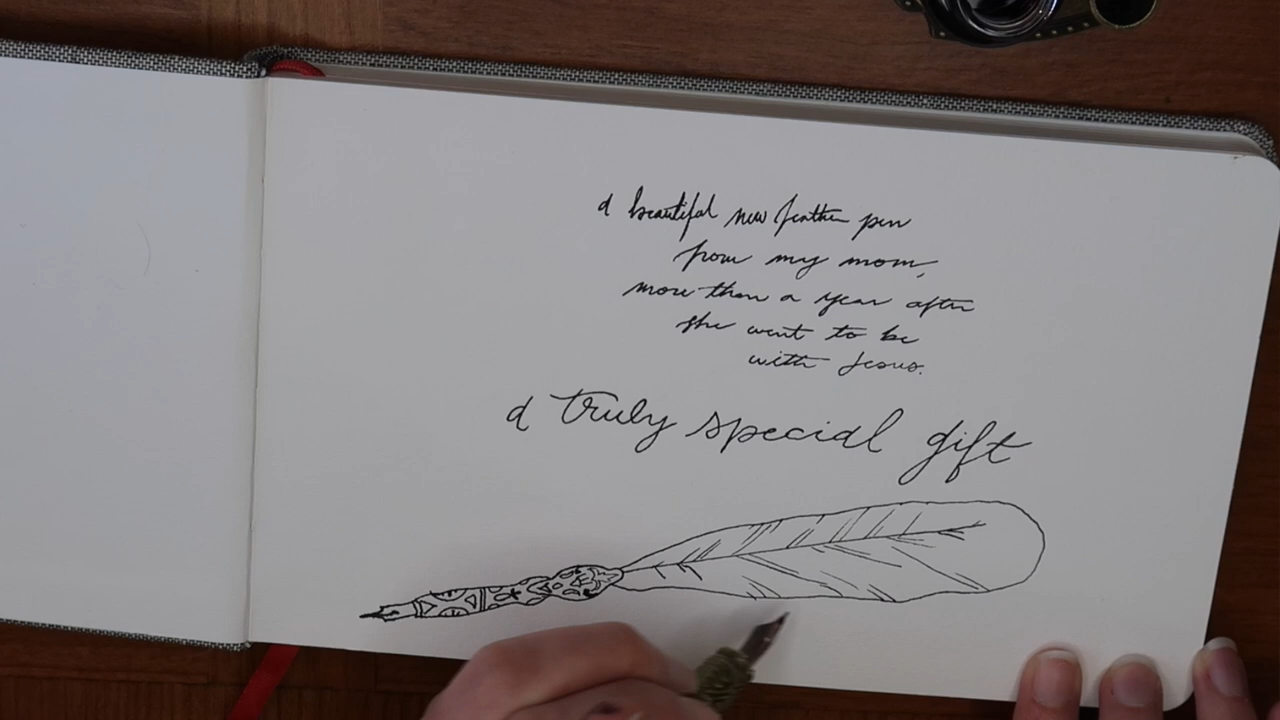 a beautiful new feather pen
from my mom,
more than a year after
she went to be
with Jesus.
a truly special gift